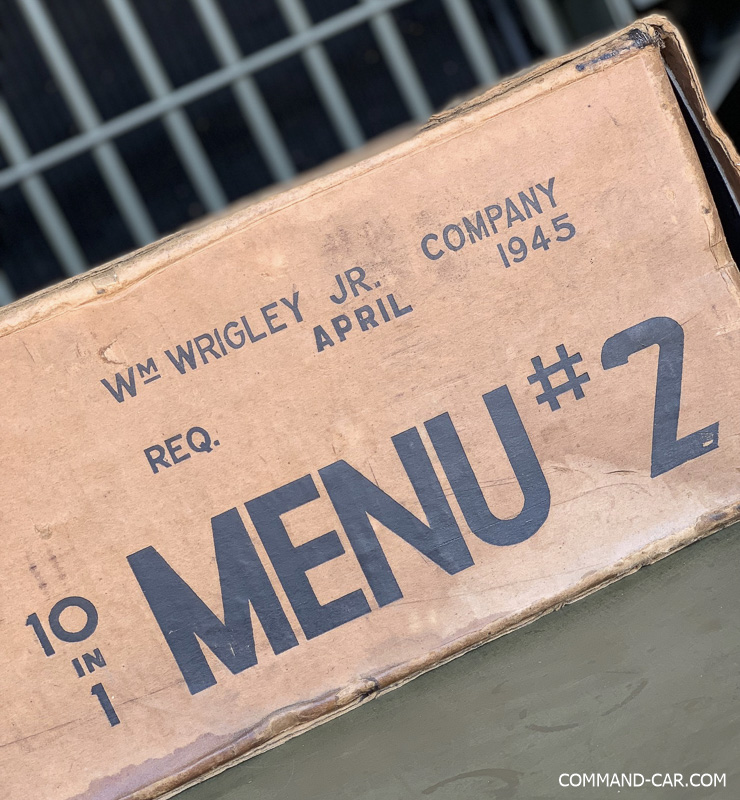 WM WRIGLEY JR. COMPANY
APRIL 1945
REQ.
MENU #2
10
IN
1
COMMAND-CAR.COM